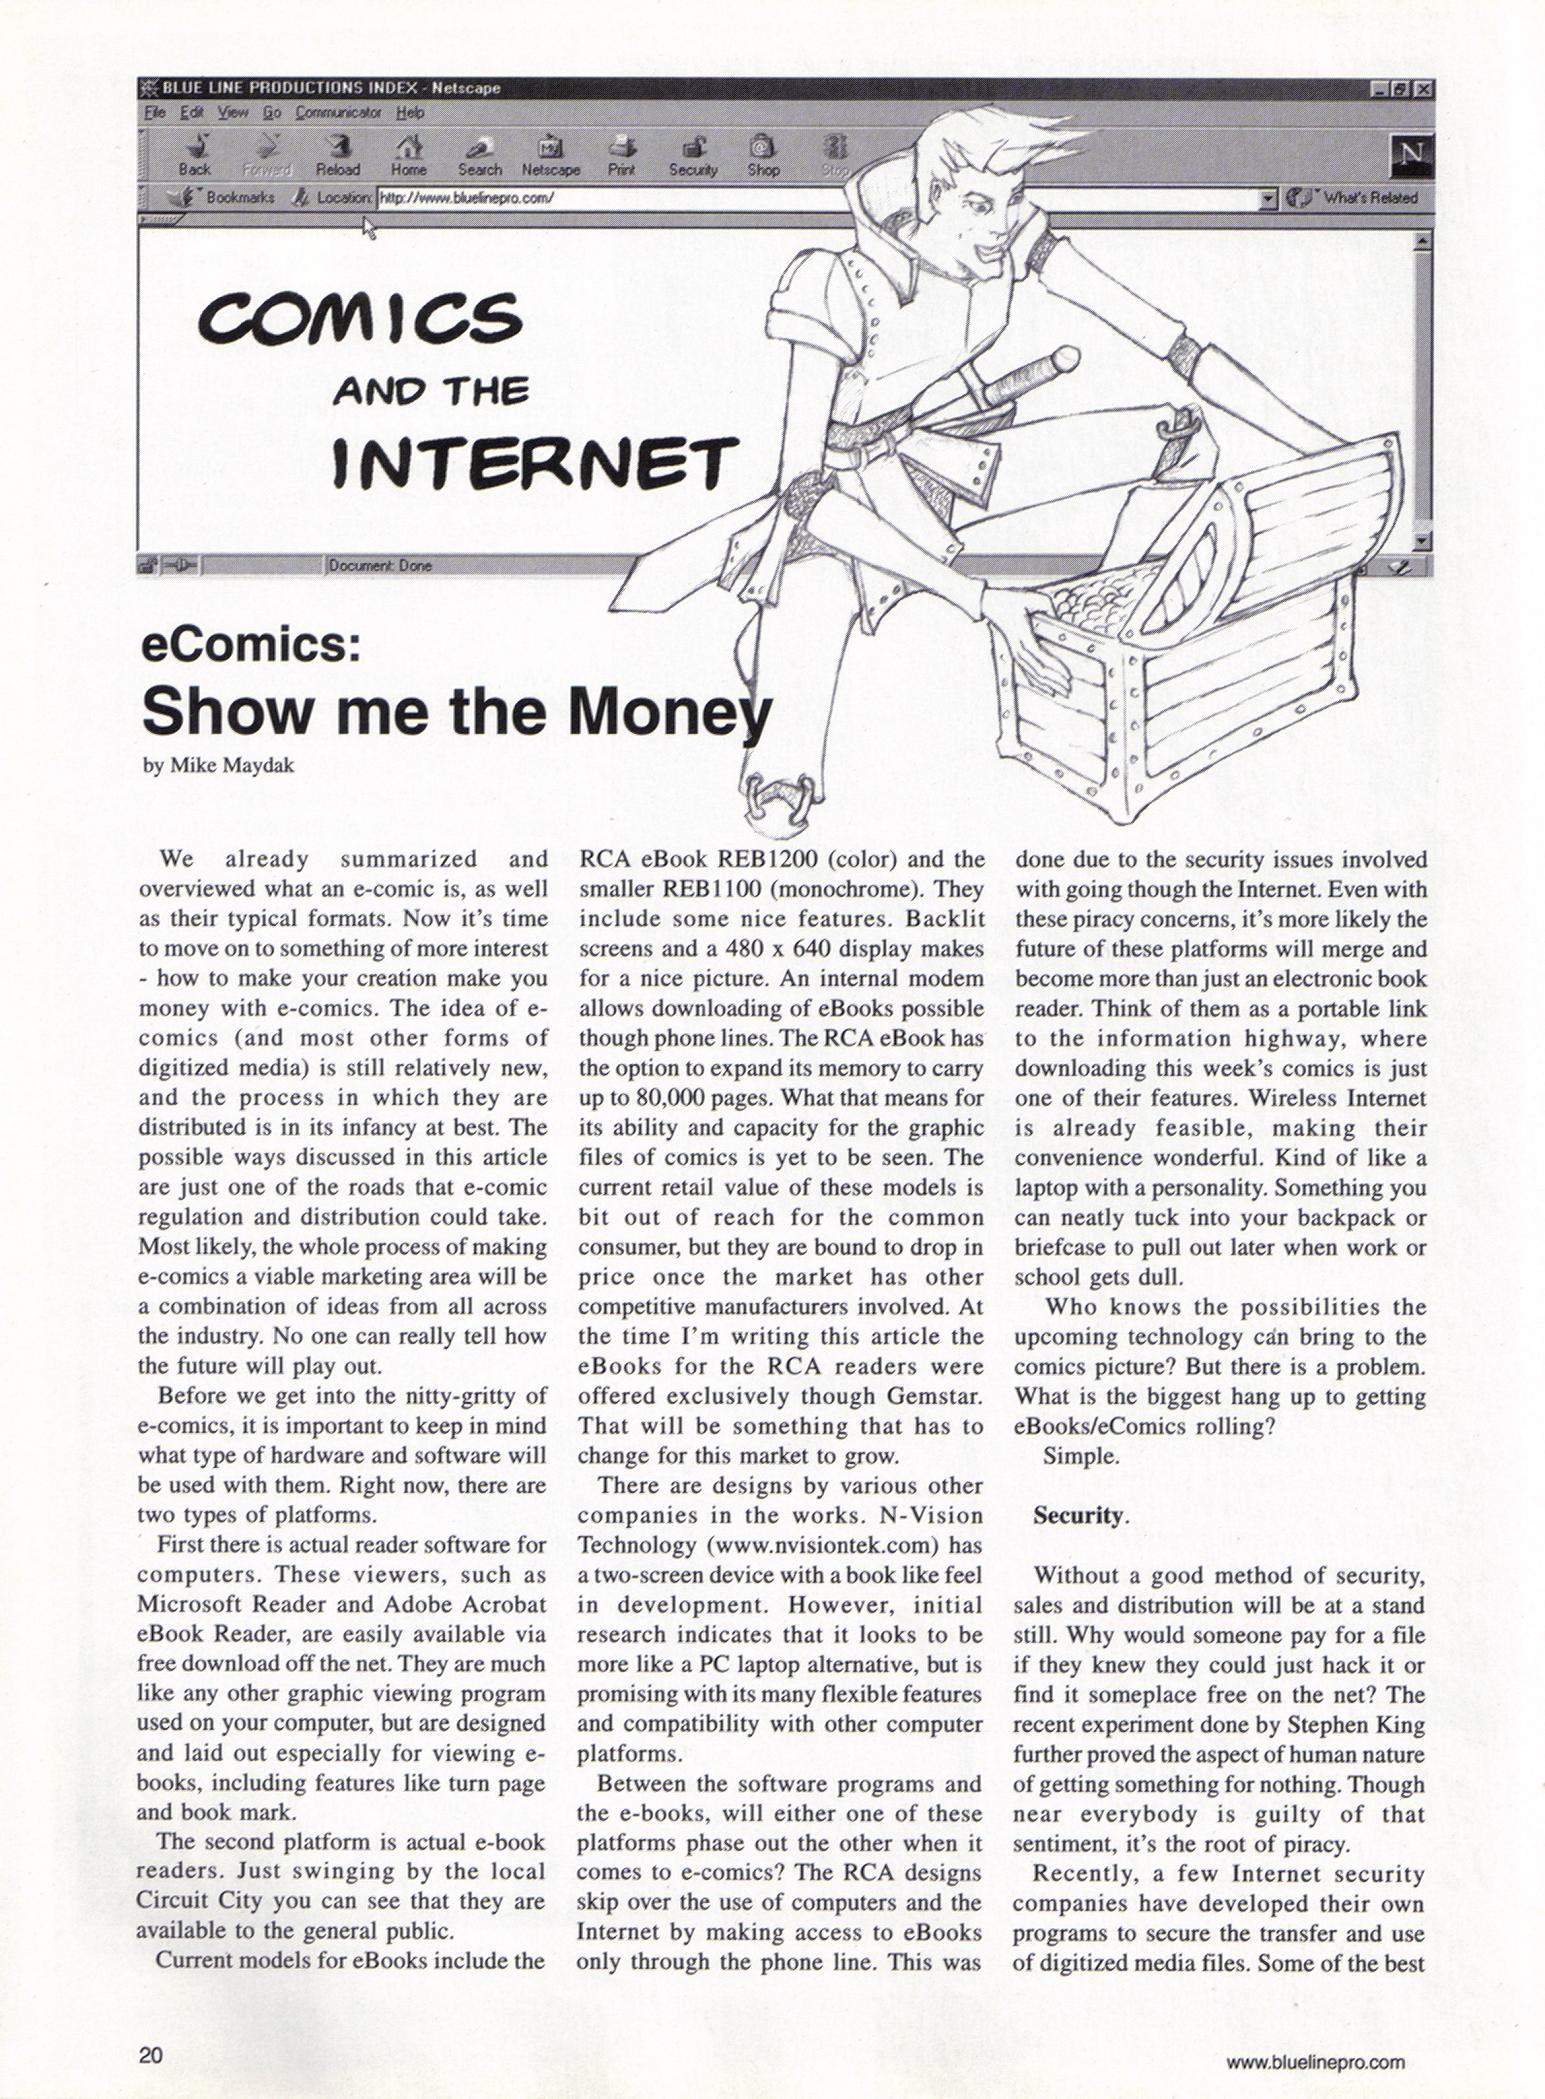 BLUE LINE PRODUCTIONS INDEX - Netscape
File Edit View Go Communicator Help
Back Forward Reload Home Search Netscape Print Security Shop Stop
N
Bookmarks Location: http://www.bluelinepro.com/ What's Related
COMICS
AND THE
INTERNET
Document: Done
eComics:
Show me the Money
by Mike Maydak
We already summarized and
overviewed what an e-comic is, as well
as their typical formats. Now it's time
to move on to something of more interest
- how to make your creation make you
money with e-comics. The idea of e-
comics (and most other forms of
digitized media) is still relatively new,
and the process in which they are
distributed is in its infancy at best. The
possible ways discussed in this article
are just one of the roads that e-comic
regulation and distribution could take.
Most likely, the whole process of making
e-comics a viable marketing area will be
a combination of ideas from all across
the industry. No one can really tell how
the future will play out.
Before we get into the nitty-gritty of
e-comics, it is important to keep in mind
what type of hardware and software will
be used with them. Right now, there are
two types of platforms.
First there is actual reader software for
computers. These viewers, such as
Microsoft Reader and Adobe Acrobat
eBook Reader, are easily available via
free download off the net. They are much
like any other graphic viewing program
used on your computer, but are designed
and laid out especially for viewing e-
books, including features like turn page
and book mark.
The second platform is actual e-book
readers. Just swinging by the local
Circuit City you can see that they are
available to the general public.
Current models for eBooks include the
RCA eBook REB1200 (color) and the
smaller REB1100 (monochrome). They
include some nice features. Backlit
screens and a 480 x 640 display makes
for a nice picture. An internal modem
allows downloading of eBooks possible
though phone lines. The RCA eBook has
the option to expand its memory to carry
up to 80,000 pages. What that means for
its ability and capacity for the graphic
files of comics is yet to be seen. The
current retail value of these models is
bit out of reach for the common
consumer, but they are bound to drop in
price once the market has other
competitive manufacturers involved. At
the time I'm writing this article the
eBooks for the RCA readers were
offered exclusively though Gemstar.
That will be something that has to
change for this market to grow.
There are designs by various other
companies in the works. N-Vision
Technology (www.nvisiontek.com) has
a two-screen device with a book like feel
in development. However, initial
research indicates that it looks to be
more like a PC laptop alternative, but is
promising with its many flexible features
and compatibility with other computer
platforms.
Between the software programs and
the e-books, will either one of these
platforms phase out the other when it
comes to e-comics? The RCA designs
skip over the use of computers and the
Internet by making access to eBooks
only through the phone line. This was
done due to the security issues involved
with going though the Internet. Even with
these piracy concerns, it's more likely the
future of these platforms will merge and
become more than just an electronic book
reader. Think of them as a portable link
to the information highway, where
downloading this week's comics is just
one of their features. Wireless Internet
is already feasible, making their
convenience wonderful. Kind of like a
laptop with a personality. Something you
can neatly tuck into your backpack or
briefcase to pull out later when work or
school gets dull.
Who knows the possibilities the
upcoming technology can bring to the
comics picture? But there is a problem.
What is the biggest hang up to getting
eBooks/eComics rolling?
Simple.
Security.
Without a good method of security,
sales and distribution will be at a stand
still. Why would someone pay for a file
if they knew they could just hack it or
find it someplace free on the net? The
recent experiment done by Stephen King
further proved the aspect of human nature
of getting something for nothing. Though
near everybody is guilty of that
sentiment, it's the root of piracy.
Recently, a few Internet security
companies have developed their own
programs to secure the transfer and use
of digitized media files. Some of the best
20
www.bluelinepro.com